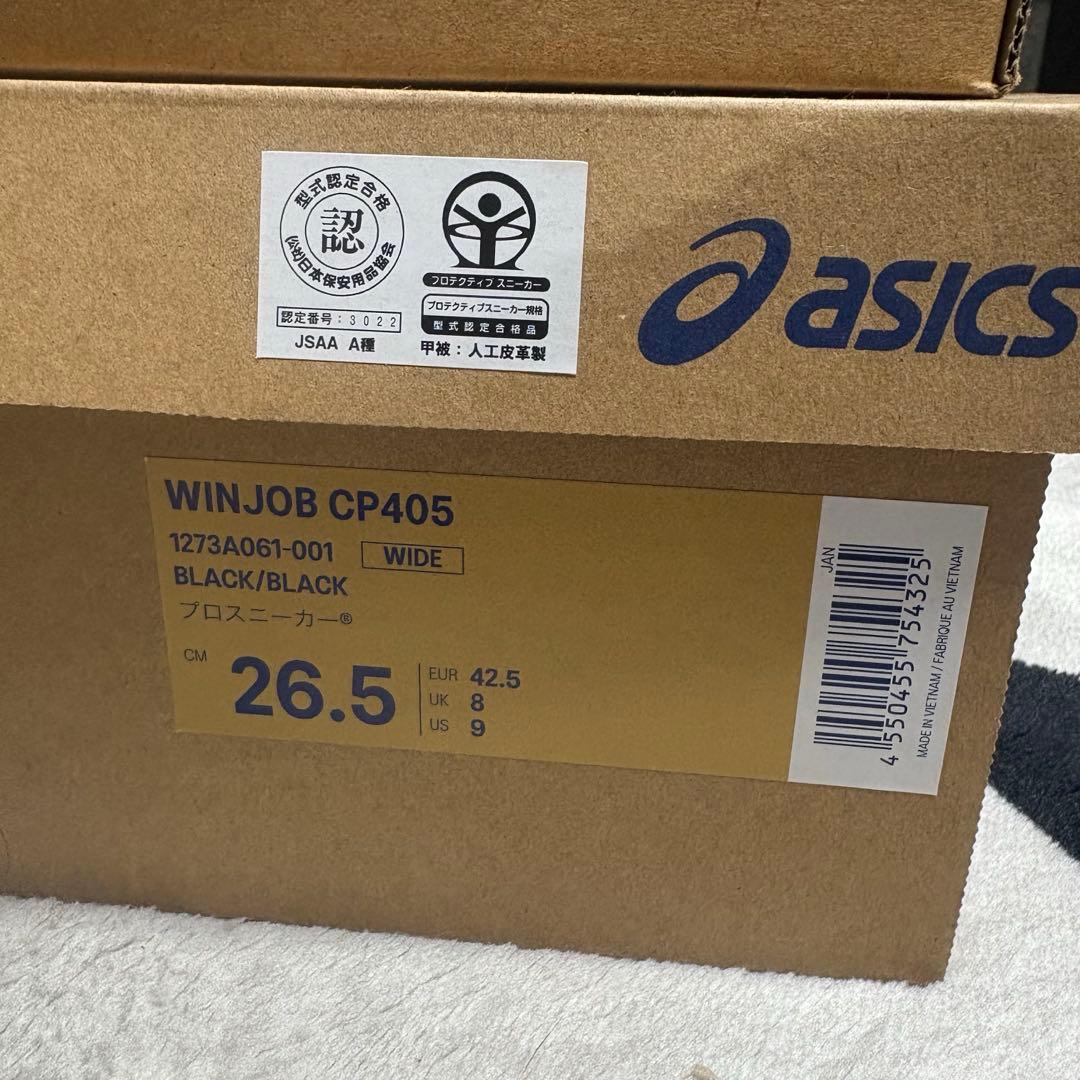 型式認定合格
認
(公社)日本保安用品協会
認定番号：3022
JSAA A種
プロテクティブ スニーカー
プロテクティブスニーカー規格
型式認定合格品
甲被：人工皮革製
asics
WINJOB CP405
1273A061-001 WIDE
BLACK/BLACK
プロスニーカー®
CM 26.5
EUR 42.5
UK 8
US 9
JAN
4 550455 754325
MADE IN VIETNAM / FABRIQUE AU VIETNAM